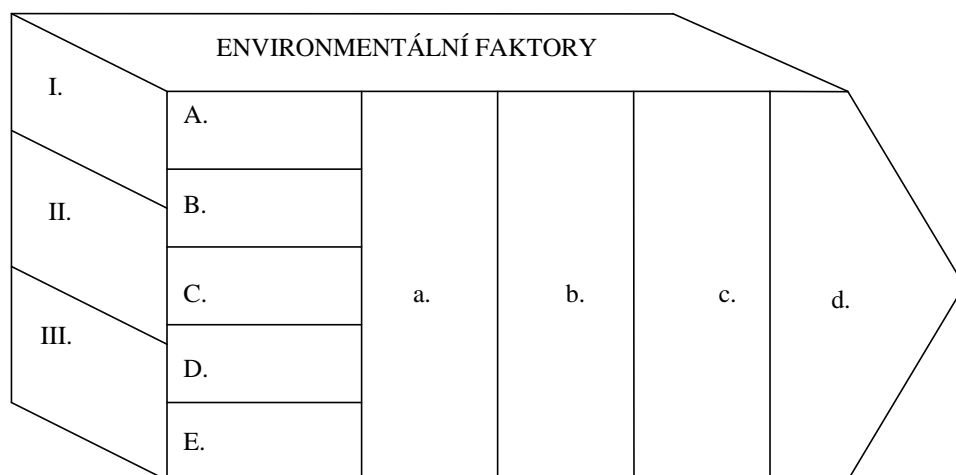 ENVIRONMENTÁLNÍ FAKTORY
I.
II.
III.
A.
B.
C.
D.
E.
a.
b.
c.
d.